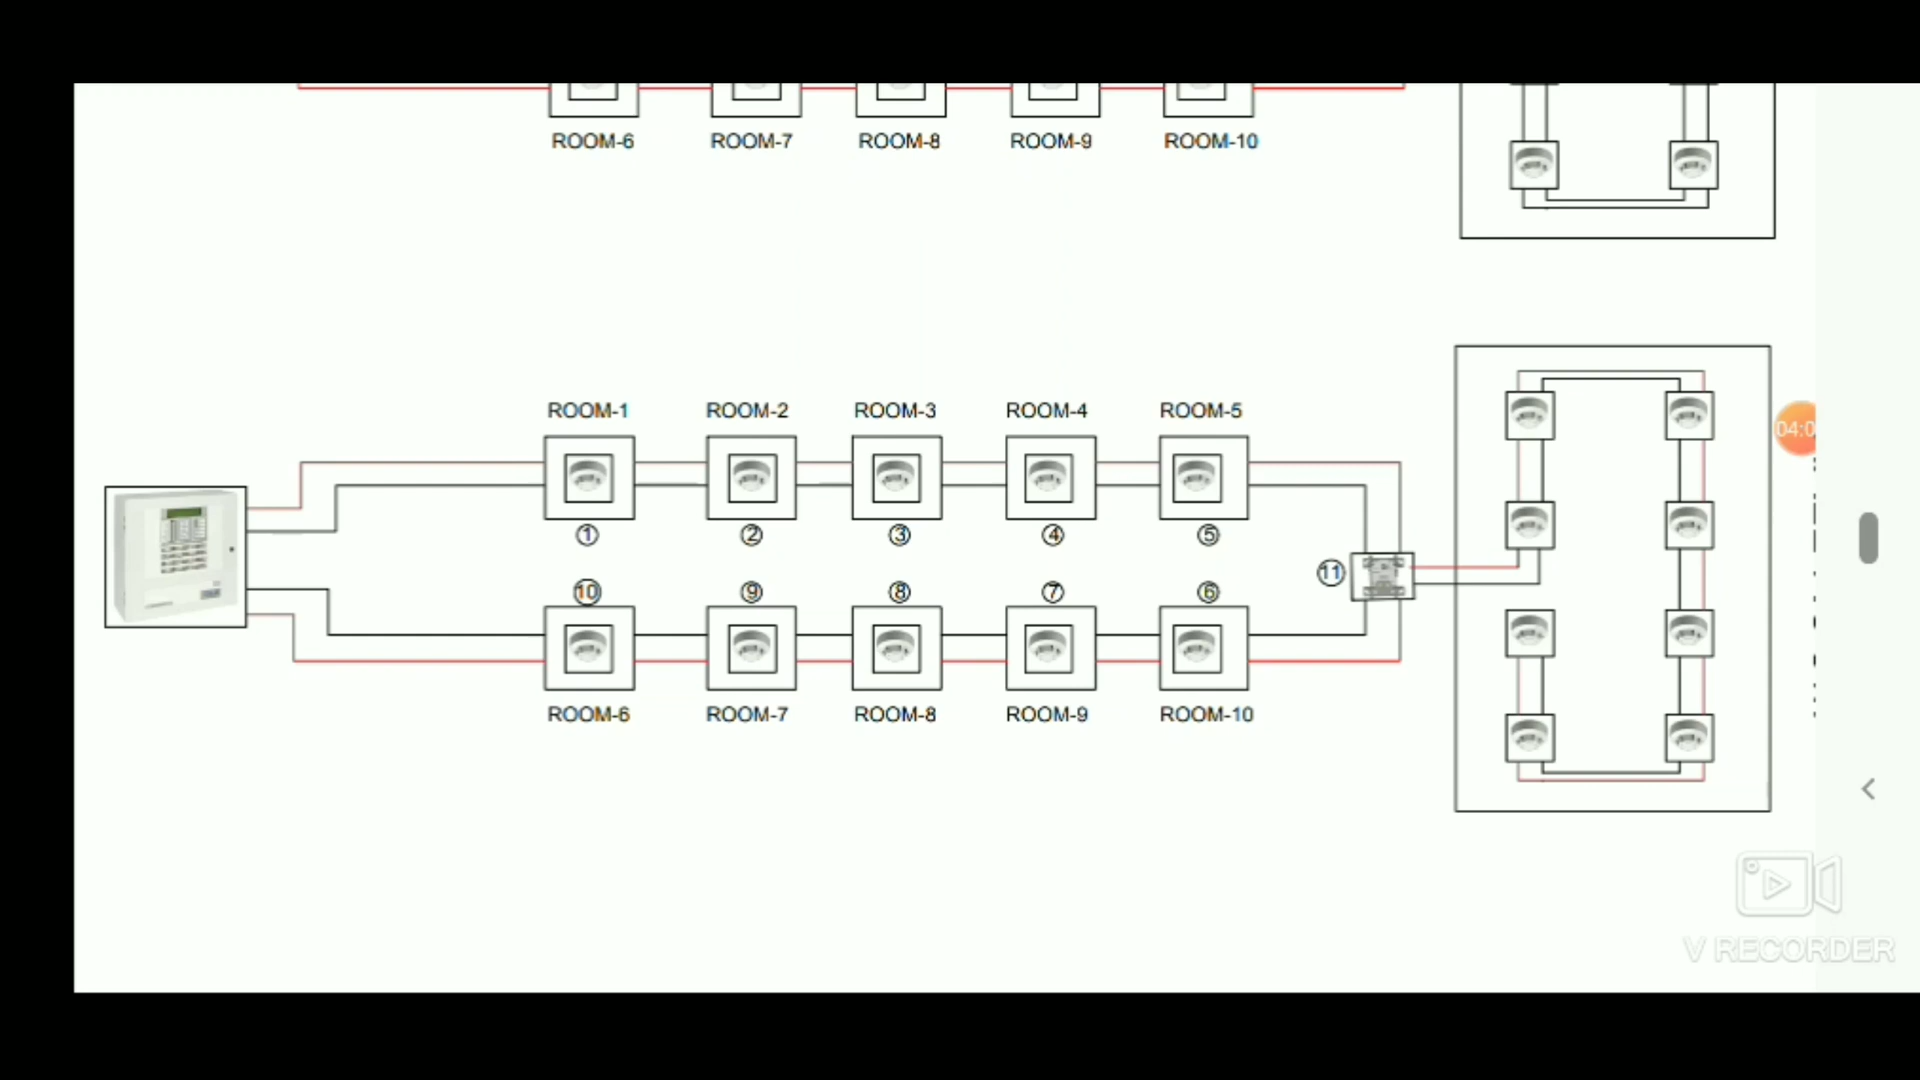 ROOM-6 ROOM-7 ROOM-8 ROOM-9 ROOM-10
ROOM-1 ROOM-2 ROOM-3 ROOM-4 ROOM-5
04:0
1 2 3 4 5
11
10 9 8 7 6
ROOM-6 ROOM-7 ROOM-8 ROOM-9 ROOM-10
V RECORDER